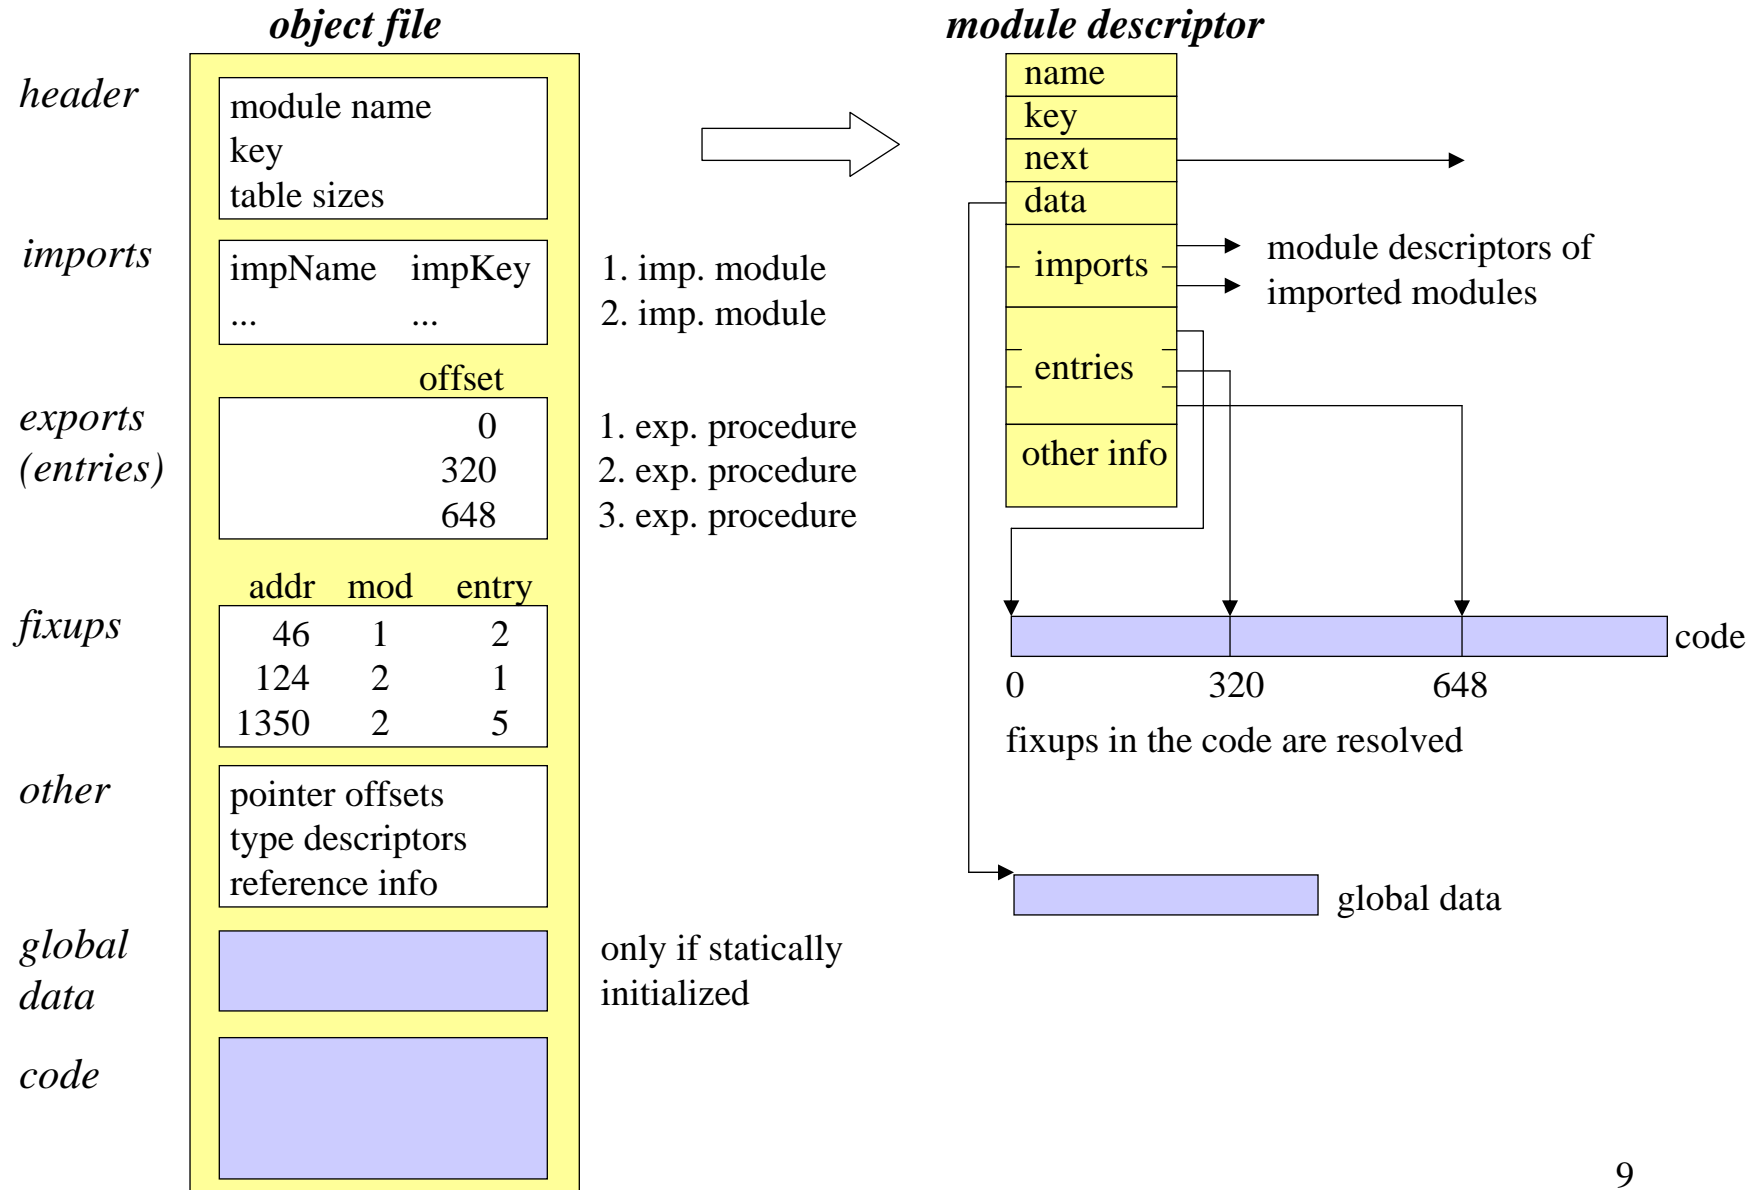 object file
header
module name
key
table sizes
imports
impName impKey
... ...
1. imp. module
2. imp. module
offset
exports
(entries)
0
320
648
1. exp. procedure
2. exp. procedure
3. exp. procedure
addr mod entry
fixups
46 1 2
124 2 1
1350 2 5
other
pointer offsets
type descriptors
reference info
global
data
only if statically
initialized
code
module descriptor
name
key
next
data
imports
module descriptors of
imported modules
entries
other info
code
0 320 648
fixups in the code are resolved
global data
9